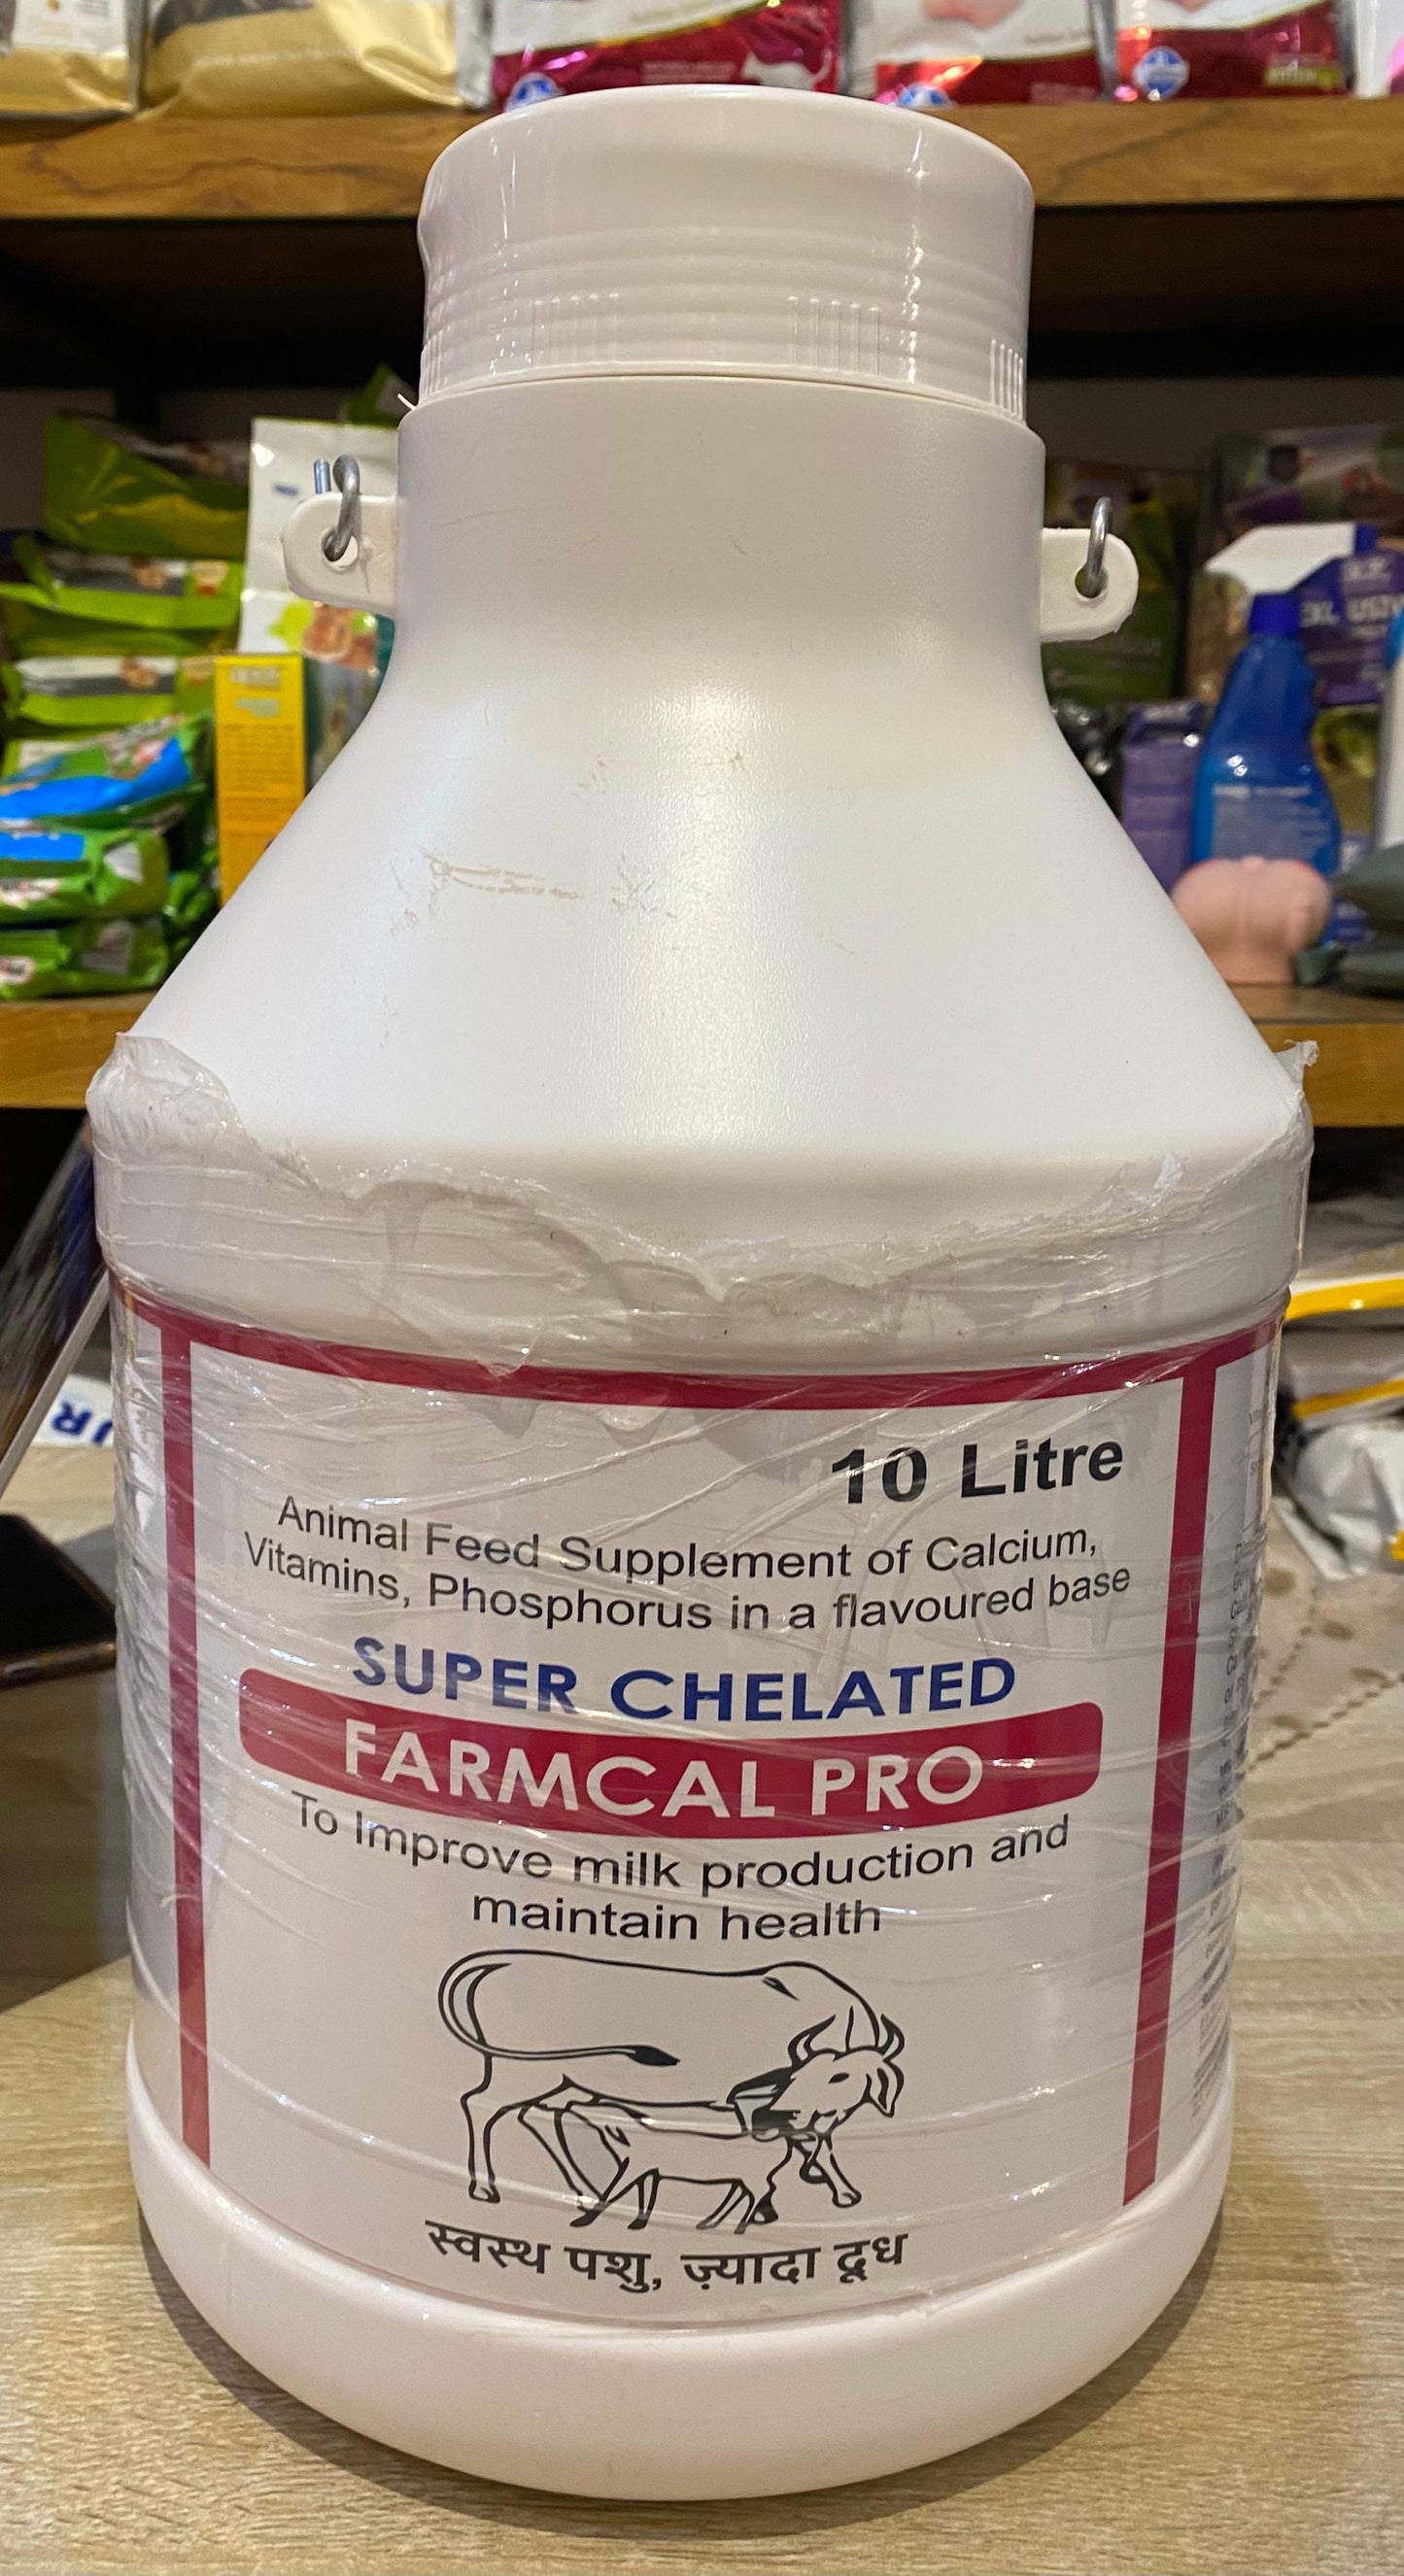 10 Litre
Animal Feed Supplement of Calcium,
Vitamins, Phosphorus in a flavoured base
SUPER CHELATED
FARMCAL PRO
To Improve milk production and
maintain health
स्वस्थ पशु, ज़्यादा दूध